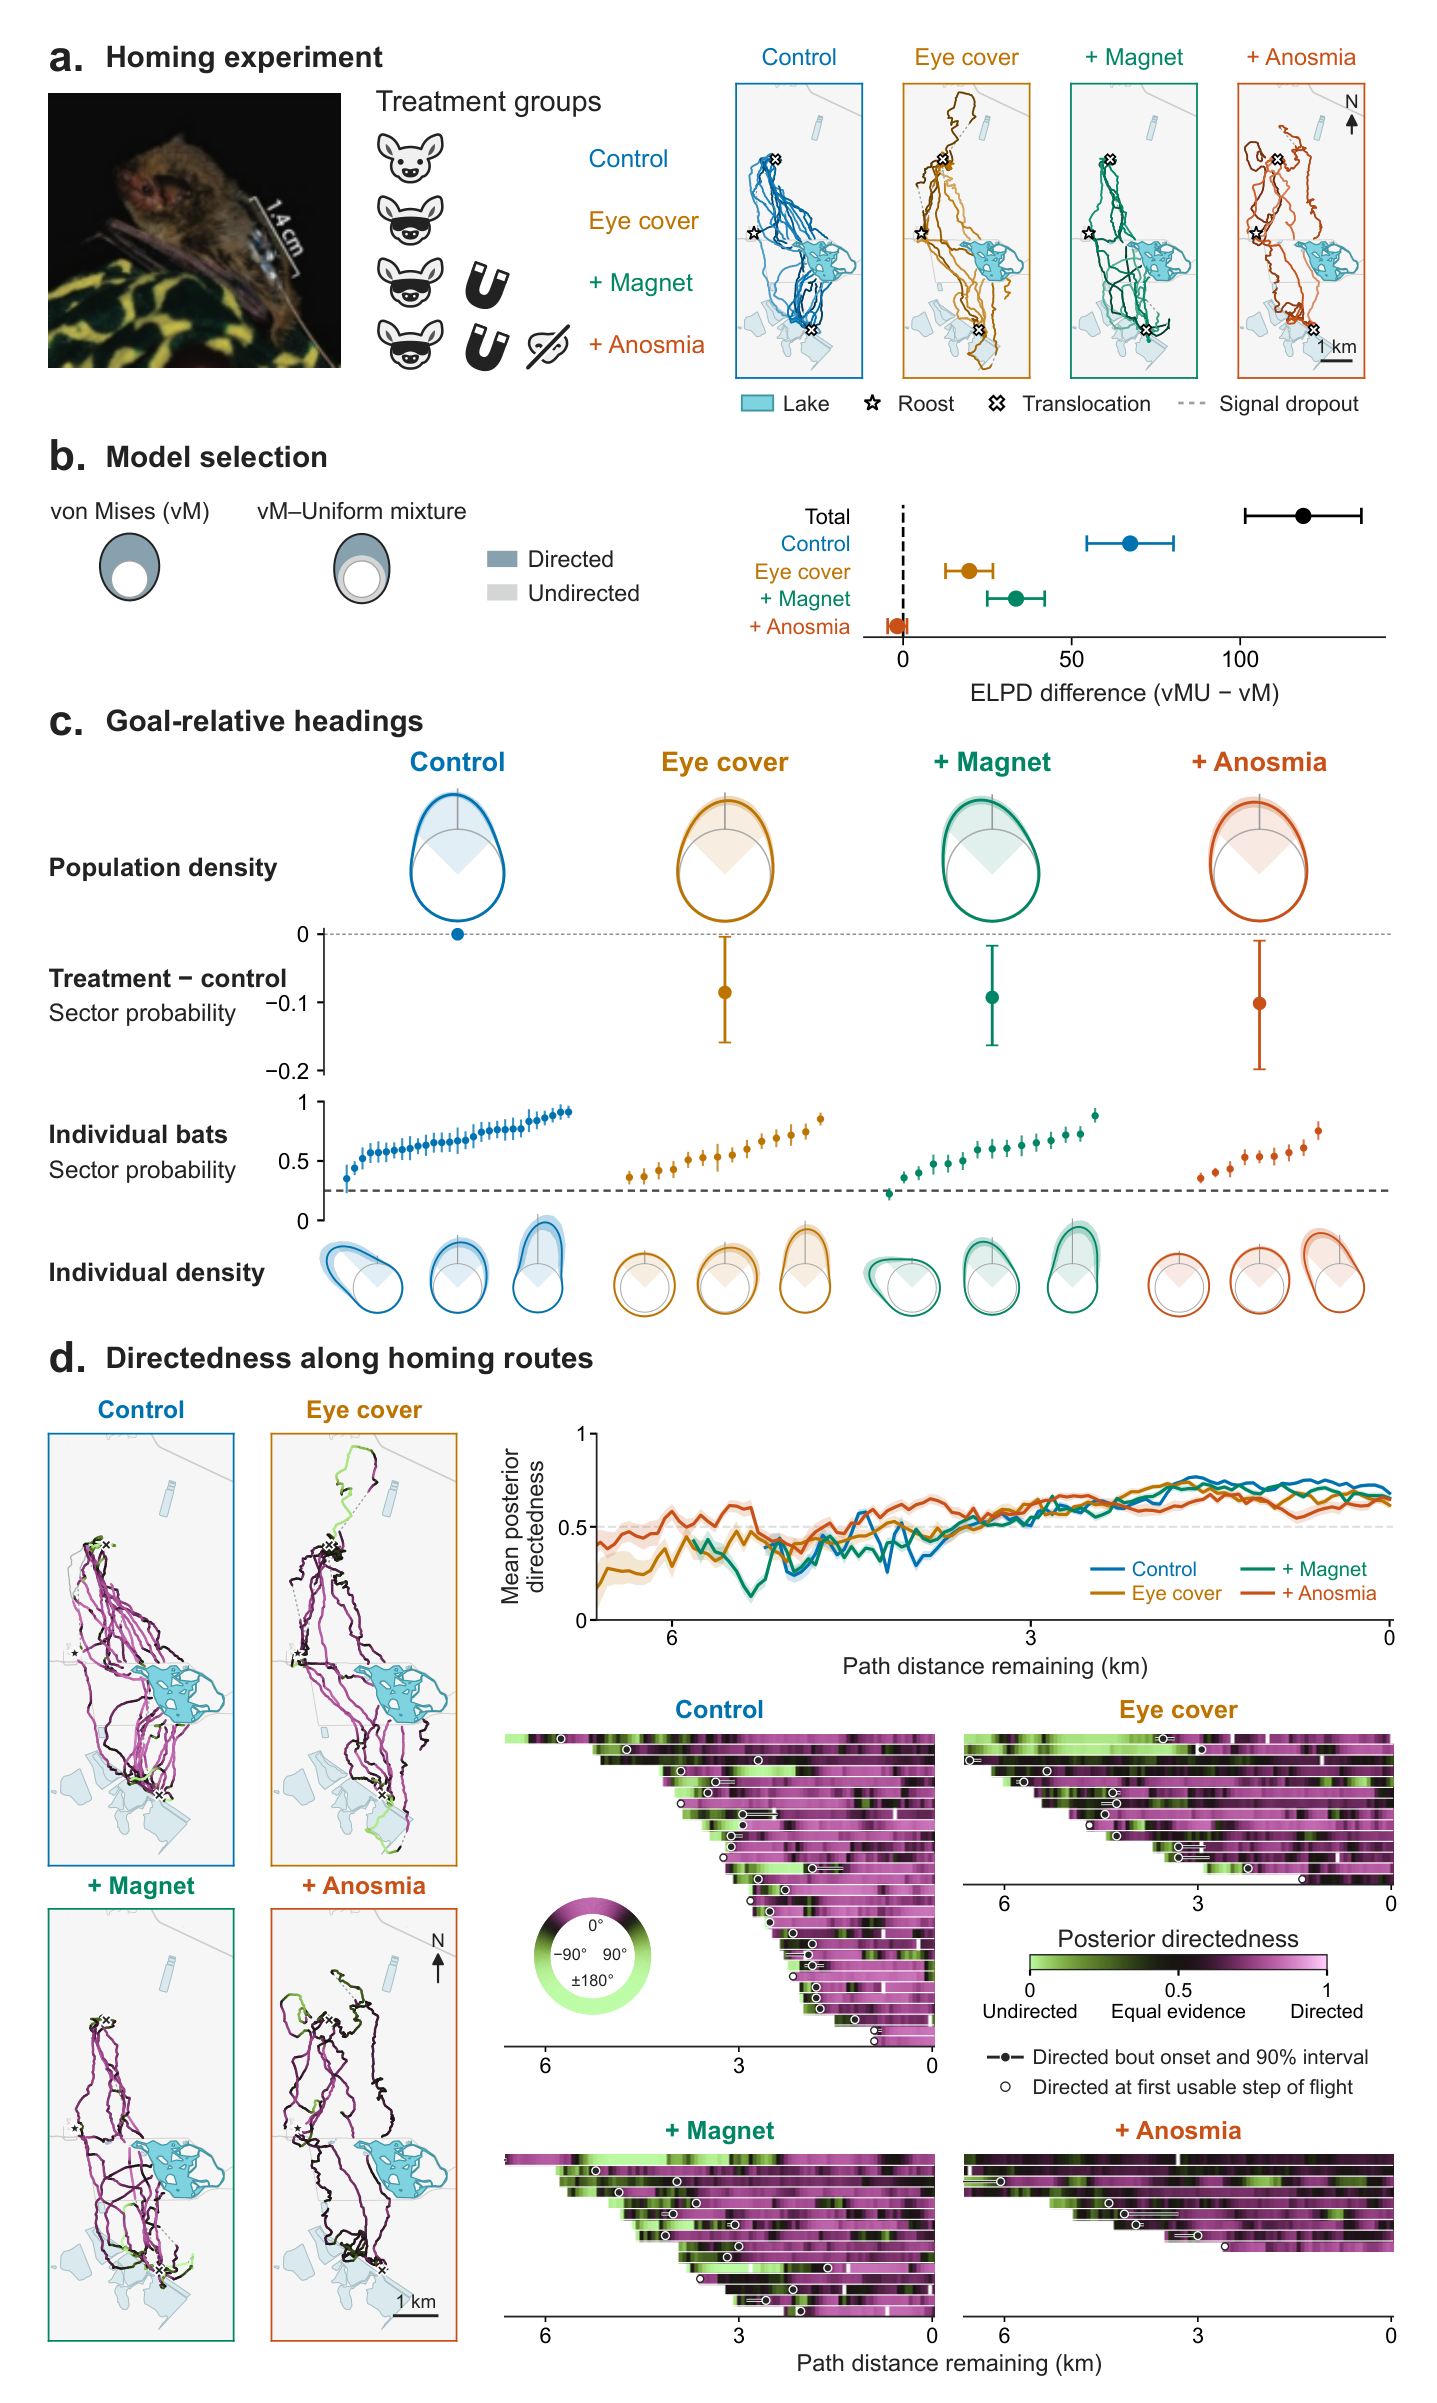 a. Homing experiment
Treatment groups
1.4 cm
Control
Eye cover
+ Magnet
+ Anosmia
Control
Eye cover
+ Magnet
+ Anosmia
N
1 km
Lake
Roost
Translocation
Signal dropout
b. Model selection
von Mises (vM)
vM–Uniform mixture
Directed
Undirected
Total
Control
Eye cover
+ Magnet
+ Anosmia
0
50
100
ELPD difference (vMU − vM)
c. Goal-relative headings
Control
Eye cover
+ Magnet
+ Anosmia
Population density
Treatment − control
Sector probability
0
−0.1
−0.2
Individual bats
Sector probability
1
0.5
0
Individual density
d. Directedness along homing routes
Control
Eye cover
+ Magnet
+ Anosmia
N
1 km
Mean posterior
directedness
1
0.5
0
Control
Eye cover
+ Magnet
+ Anosmia
6
3
0
Path distance remaining (km)
Control
0°
−90°
90°
±180°
6
3
0
Eye cover
6
3
0
Posterior directedness
0
0.5
1
Undirected
Equal evidence
Directed
Directed bout onset and 90% interval
Directed at first usable step of flight
+ Magnet
6
3
0
+ Anosmia
6
3
0
Path distance remaining (km)